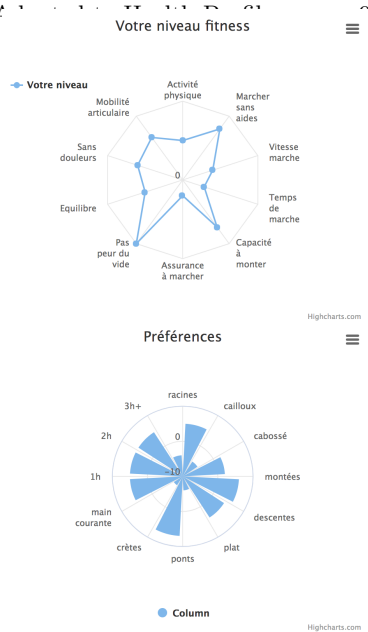 Votre niveau fitness
Votre niveau
Activité
physique
Marcher
sans
aides
Vitesse
marche
Temps
de
marche
Capacité
à
monter
Assurance
à marcher
Pas
peur du
vide
Equilibre
Sans
douleurs
Mobilité
articulaire
0
Highcharts.com
Préférences
racines
cailloux
cabossé
montées
descentes
plat
ponts
crètes
main
courante
1h
2h
3h+
0
-10
Column
Highcharts.com